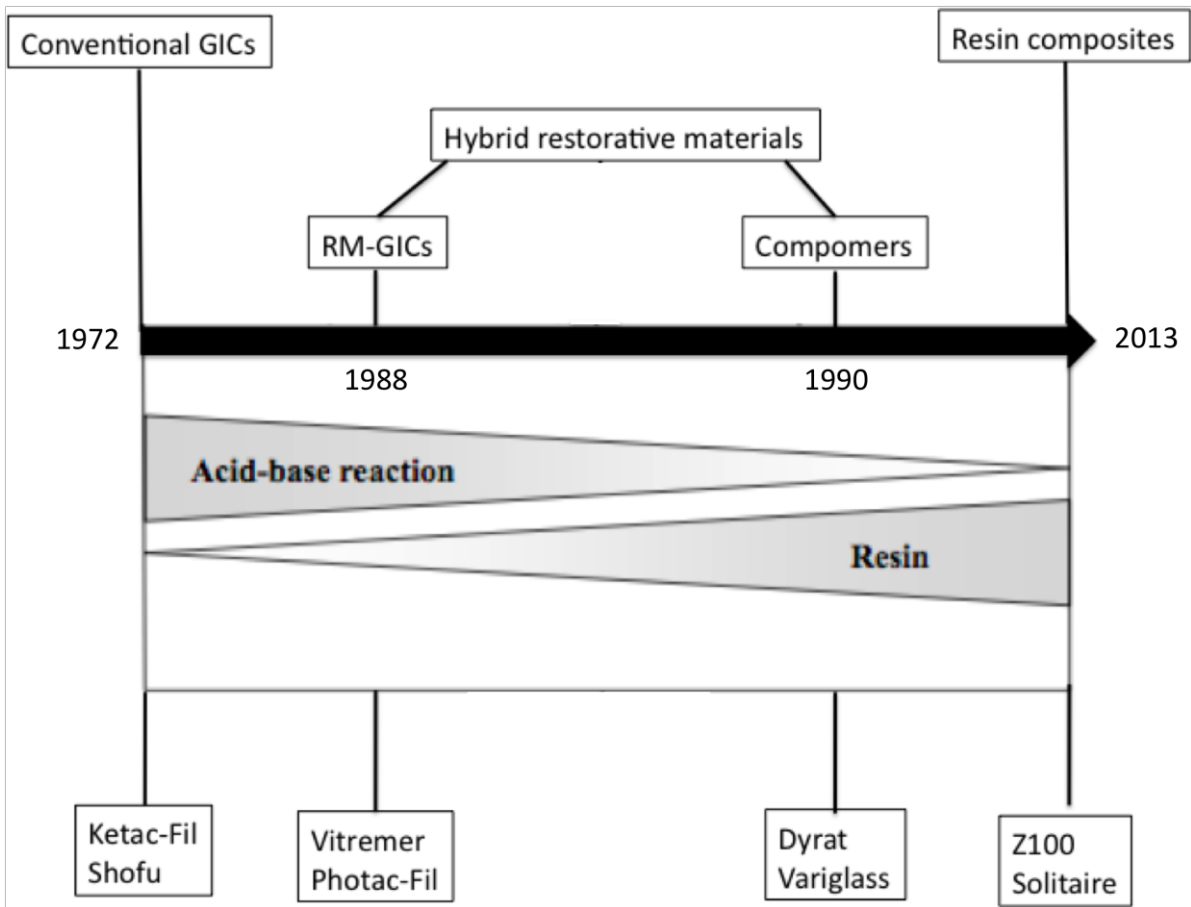 Conventional GICs
Resin composites
Hybrid restorative materials
RM-GICs
Compomers
1972
2013
1988
1990
Acid-base reaction
Resin
Ketac-Fil
Shofu
Vitremer
Photac-Fil
Dyrat
Variglass
Z100
Solitaire